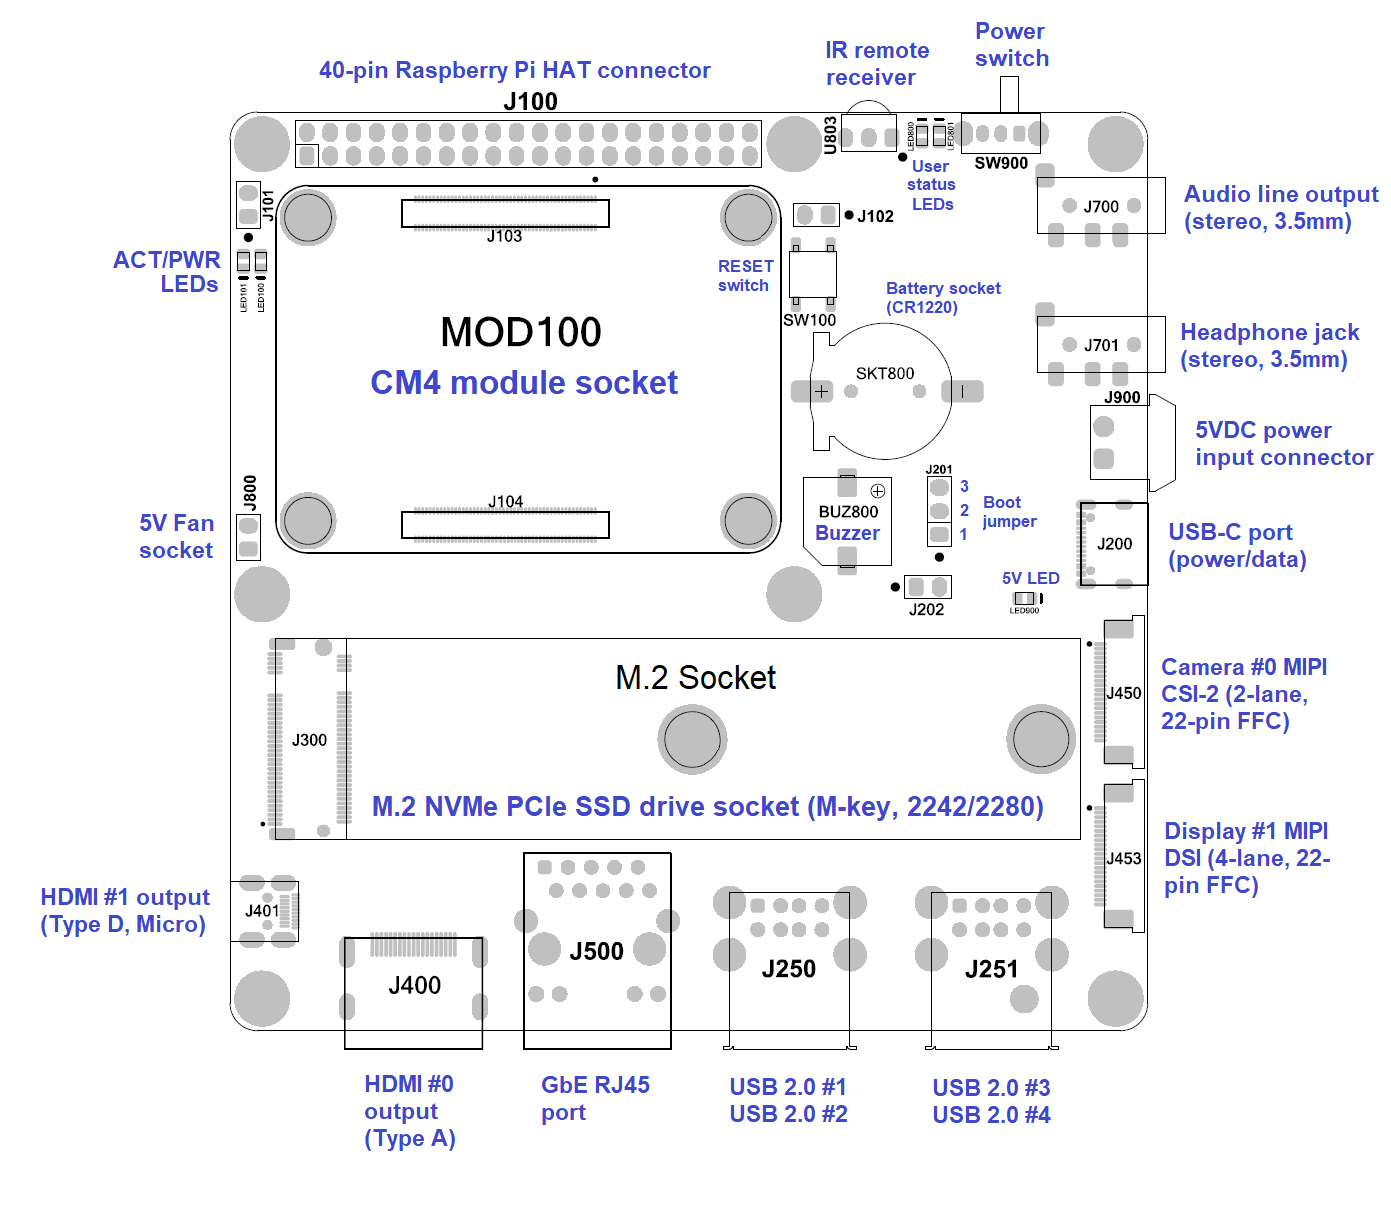 Power
switch
IR remote
receiver
40-pin Raspberry Pi HAT connector
J100
U803
LED800
LED801
SW900
User
status
LEDs
J101
J103
J102
J700
Audio line output
(stereo, 3.5mm)
ACT/PWR
LEDs
LED101
LED100
RESET
switch
SW100
Battery socket
(CR1220)
MOD100
CM4 module socket
SKT800
+
J701
Headphone jack
(stereo, 3.5mm)
J900
5VDC power
input connector
J800
5V Fan
socket
J104
BUZ800
Buzzer
J201
3
2
1
Boot
jumper
J200
USB-C port
(power/data)
5V LED
LED900
J202
M.2 Socket
J300
M.2 NVMe PCIe SSD drive socket (M-key, 2242/2280)
J450
Camera #0 MIPI
CSI-2 (2-lane,
22-pin FFC)
J453
Display #1 MIPI
DSI (4-lane, 22-
pin FFC)
HDMI #1 output
(Type D, Micro)
J401
J400
J500
J250
J251
HDMI #0
output
(Type A)
GbE RJ45
port
USB 2.0 #1
USB 2.0 #2
USB 2.0 #3
USB 2.0 #4